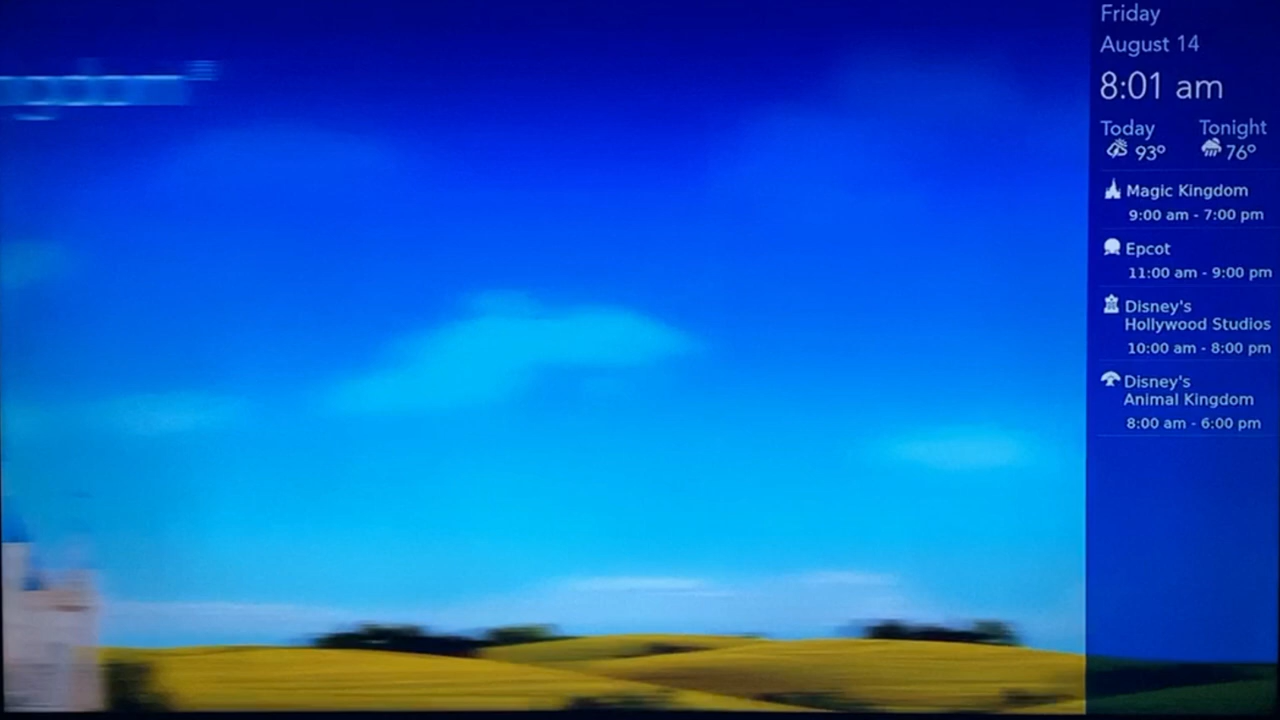 Friday
August 14
8:01 am
Today Tonight
93° 76°
Magic Kingdom
9:00 am - 7:00 pm
Epcot
11:00 am - 9:00 pm
Disney's
Hollywood Studios
10:00 am - 8:00 pm
Disney's
Animal Kingdom
8:00 am - 6:00 pm